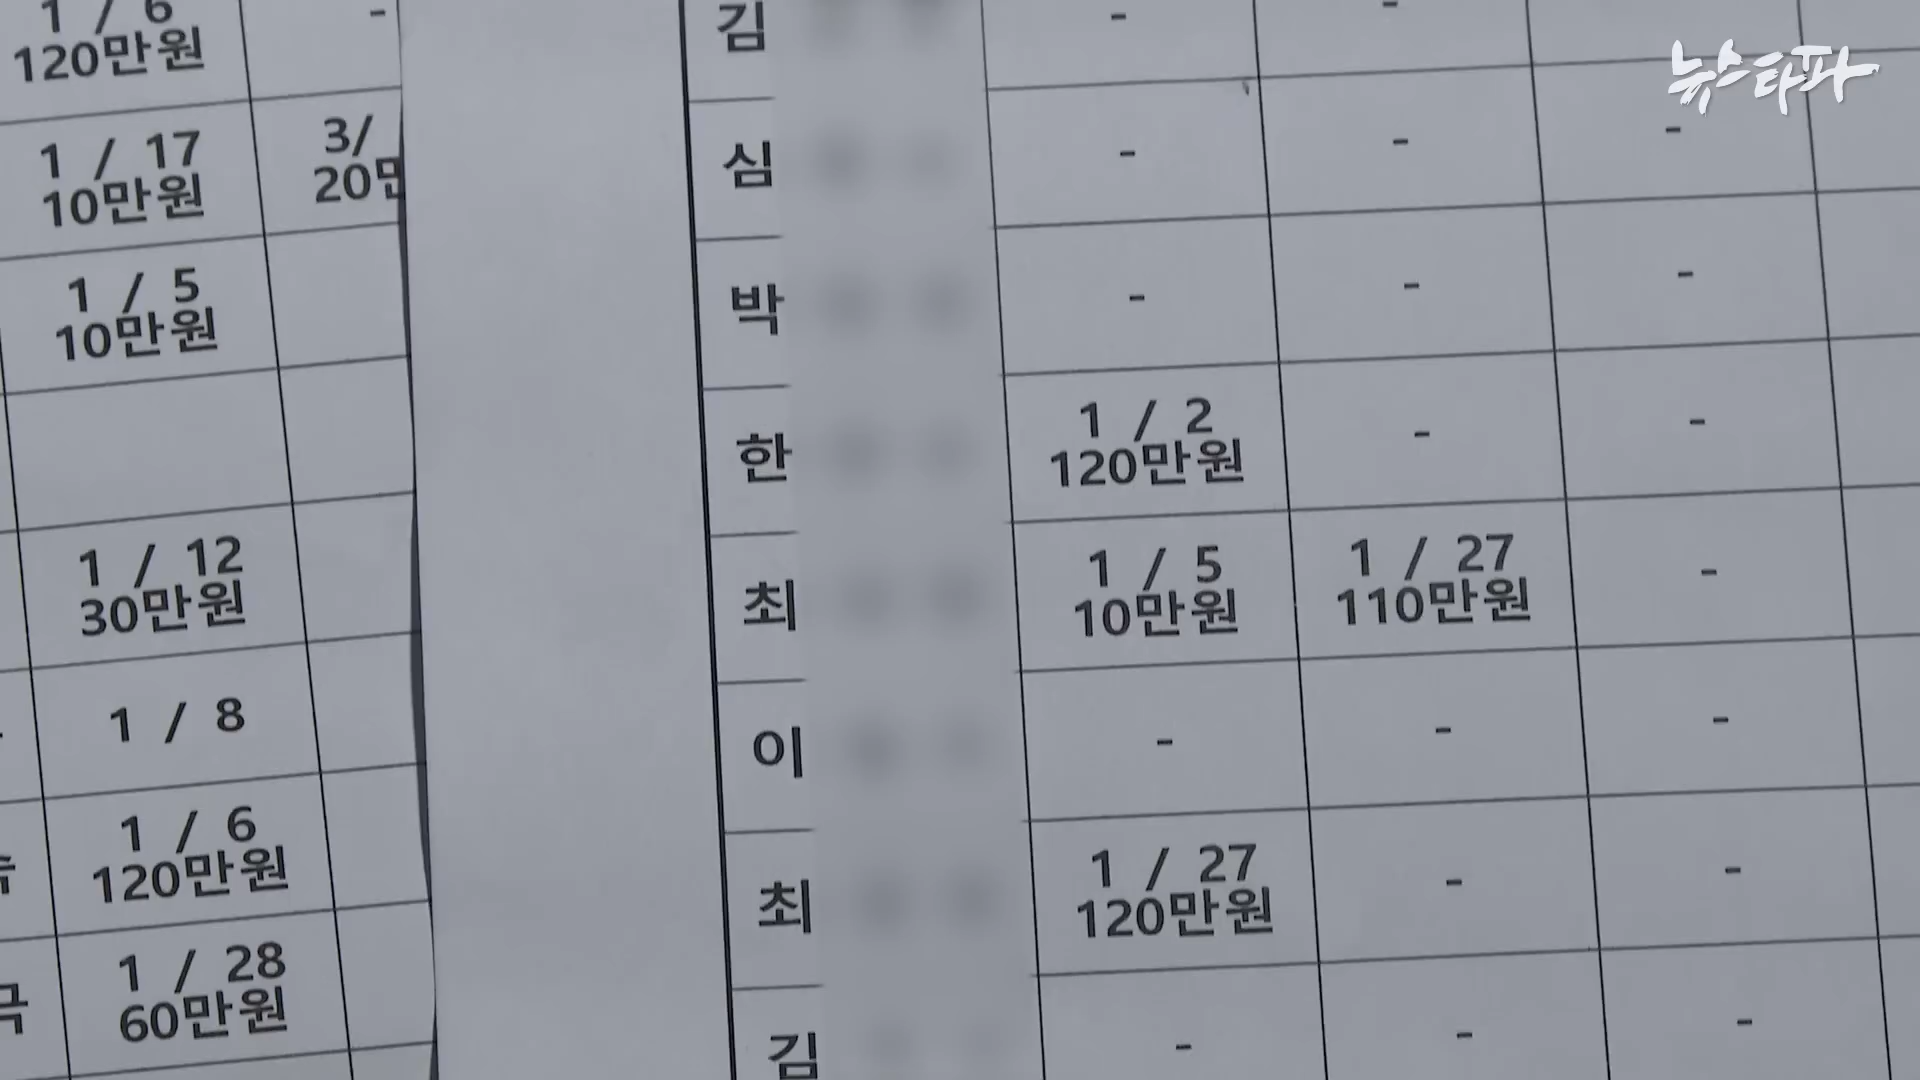 뉴스타파
1 / 6
120만원
-
1 / 17
10만원
3/
20만
1 / 5
10만원
1 / 12
30만원
1 / 8
1 / 6
120만원
1 / 28
60만원
김 - -
심 - - -
박 - - -
한 1 / 2 - -
120만원
최 1 / 5 1 / 27 -
10만원 110만원
이 - - -
최 1 / 27 - -
120만원
김 - - -